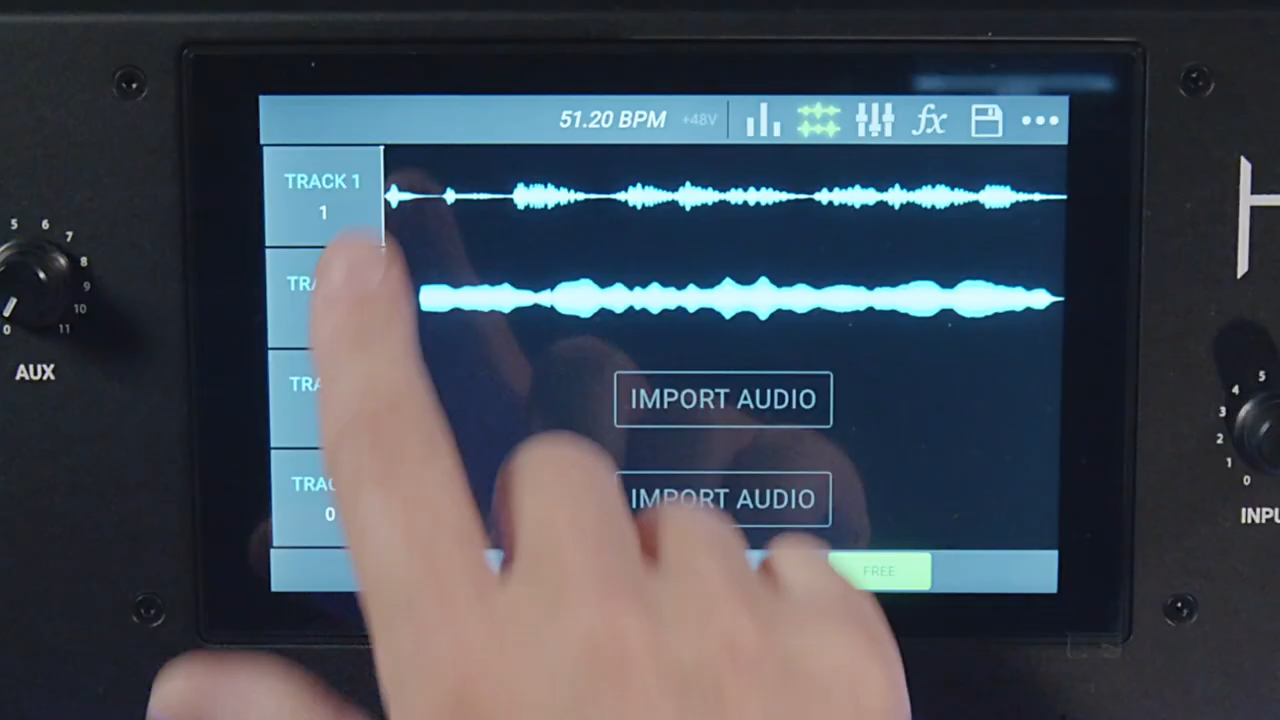 51.20 BPM +48V fx
TRACK 1
1
IMPORT AUDIO
0
IMPORT AUDIO
FREE
5 6 7 8 9 10 11 0
AUX
5 4 3 2 1 0